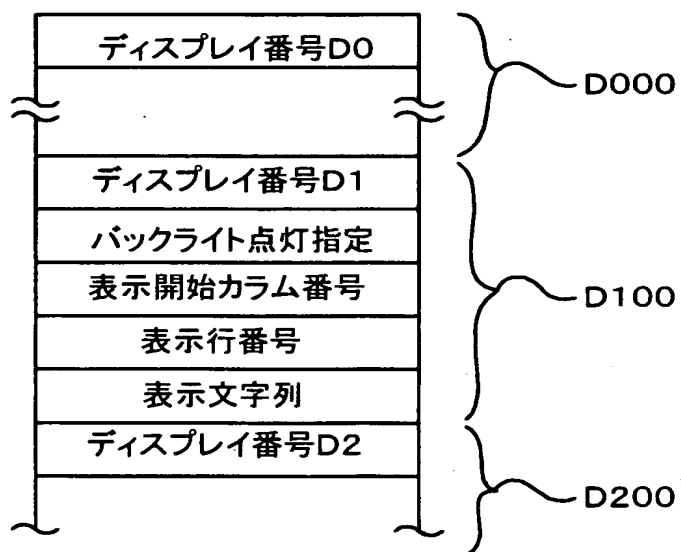 ディスプレイ番号D0
D000
ディスプレイ番号D1
バックライト点灯指定
表示開始カラム番号
D100
表示行番号
表示文字列
ディスプレイ番号D2
D200